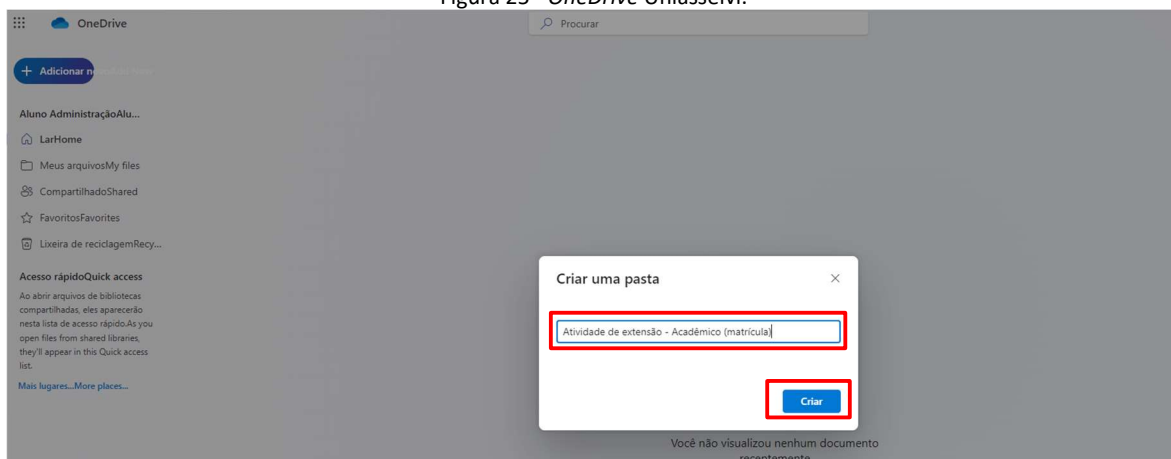 Figura 25 - OneDrive Uniasselvi.
OneDrive
Procurar
Adicionar
Aluno AdministraçãoAlu...
LarHome
Meus arquivosMy files
CompartilhadoShared
FavoritosFavorites
Lixeira de reciclagemRecy...
Acesso rápidoQuick access
Ao abrir arquivos de bibliotecas
compartilhadas, eles aparecerão
nesta lista de acesso rápido.As you
open files from shared libraries,
they'll appear in this Quick access
list.
Mais lugares...More places...
Criar uma pasta
Atividade de extensão - Acadêmico (matrícula)
Criar
Você não visualizou nenhum documento
recentemente